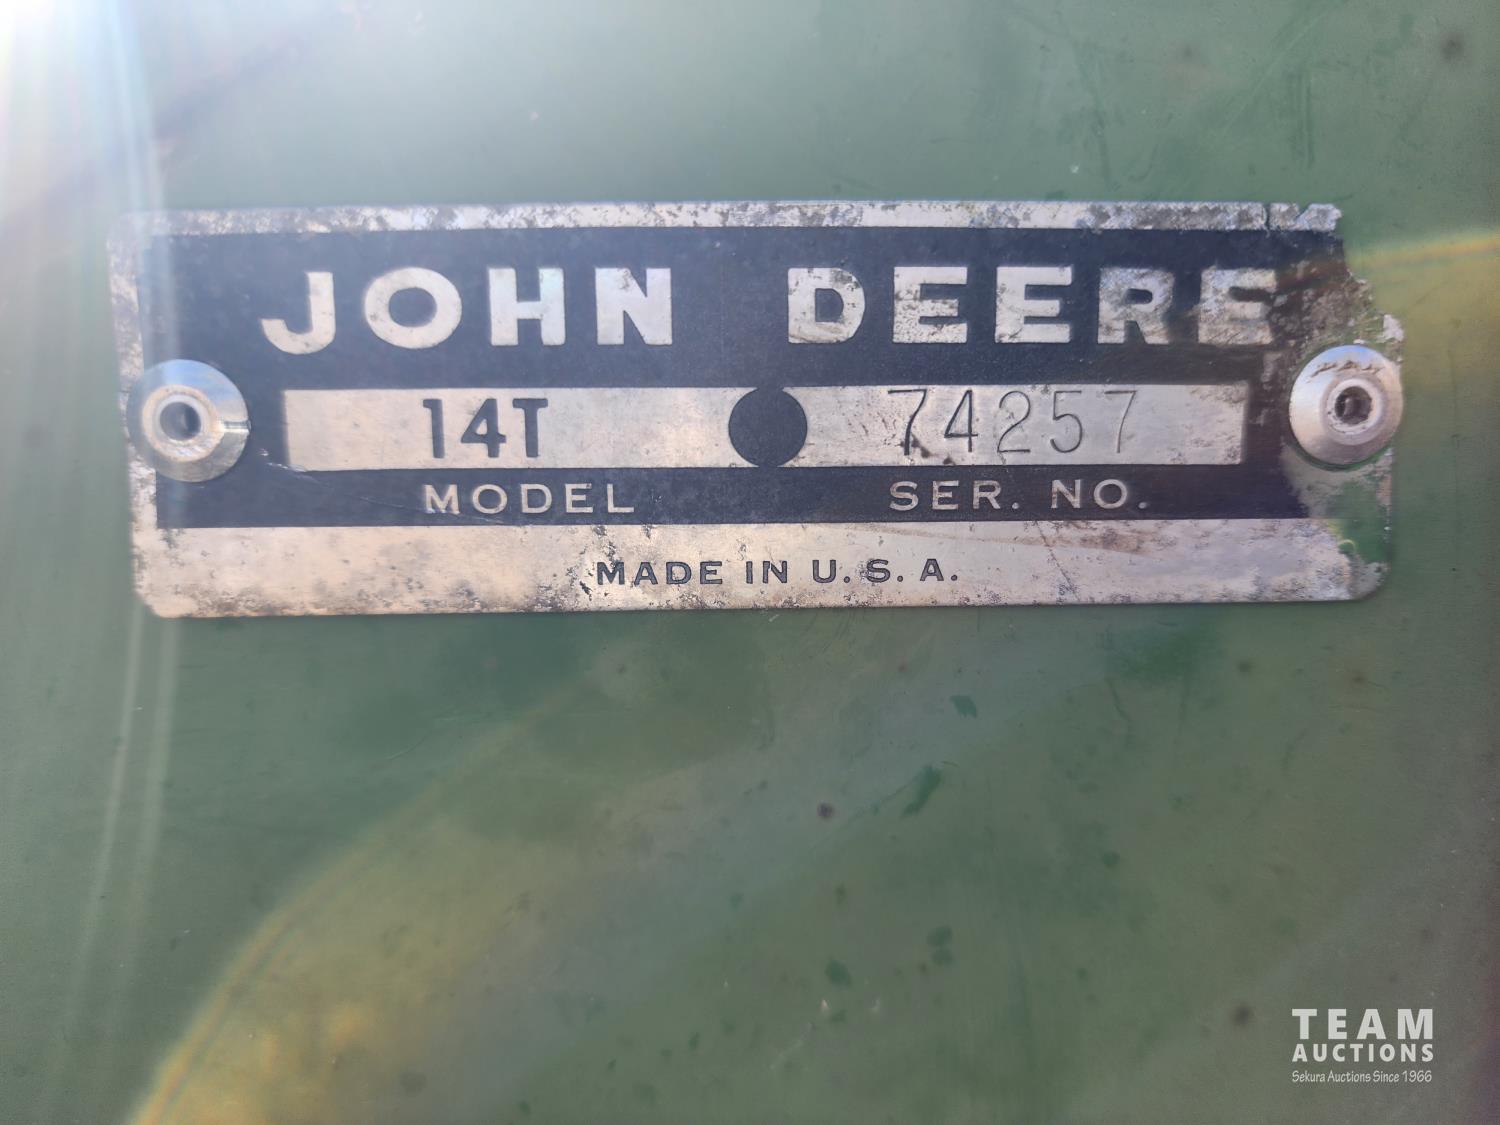 JOHN DEERE
14T 74257
MODEL SER. NO.
MADE IN U. S. A.
TEAM
AUCTIONS
Sekura Auctions Since 1966